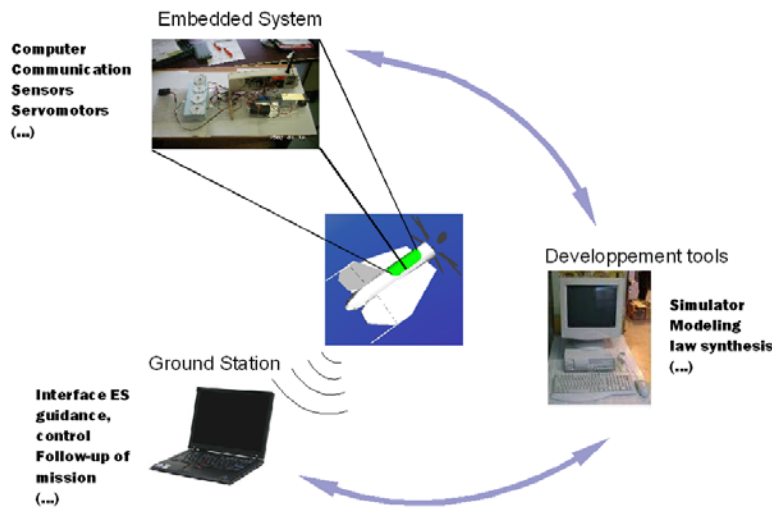 Embedded System
Computer
Communication
Sensors
Servomotors
(...)
Developpement tools
Simulator
Modeling
law synthesis
(...)
Ground Station
Interface ES
guidance,
control
Follow-up of
mission
(...)